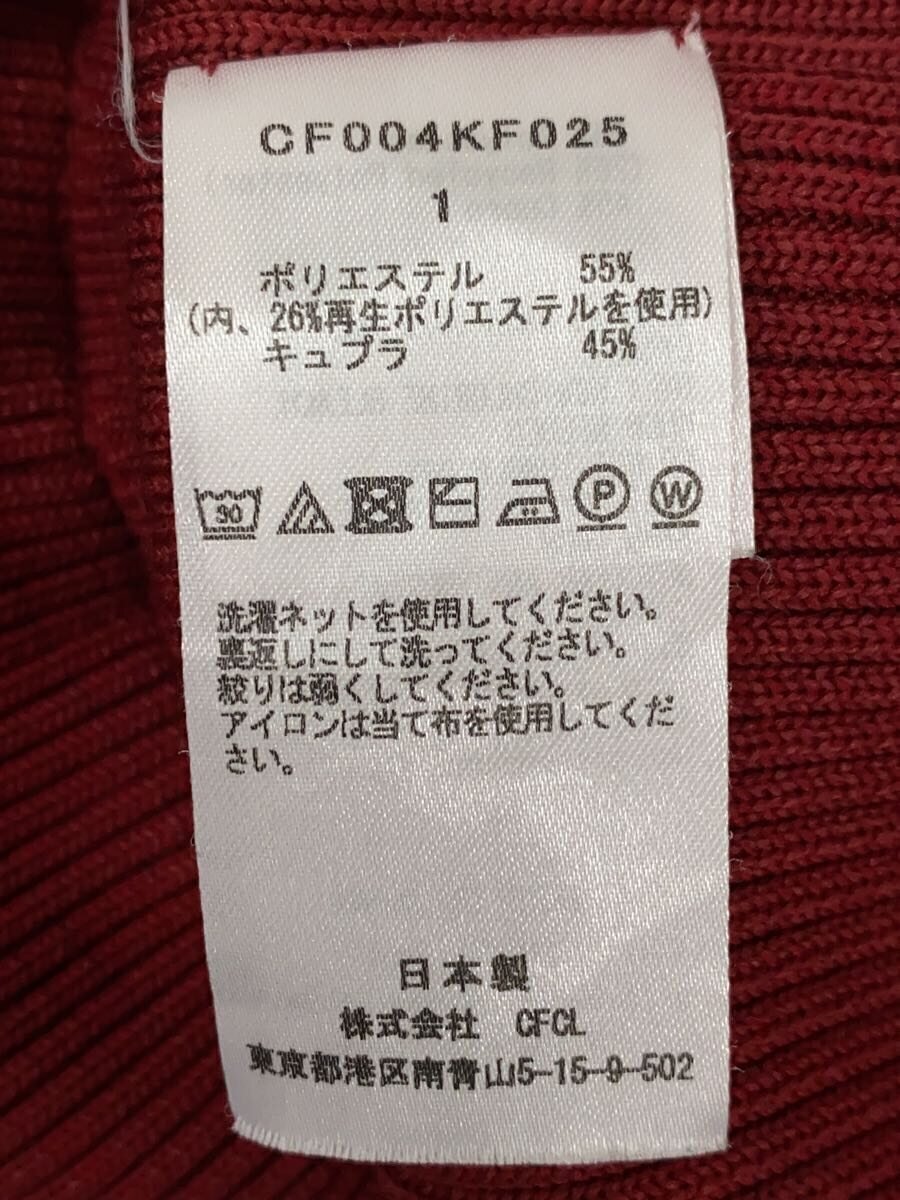 CF004KF025
1
ポリエステル 55%
(内、26%再生ポリエステルを使用)
キュプラ 45%
30 P W
洗濯ネットを使用してください。
裏返しにして洗ってください。
絞りは弱くしてください。
アイロンは当て布を使用してくだ
さい。
日本製
株式会社 CFCL
東京都港区南青山5-15-9-502